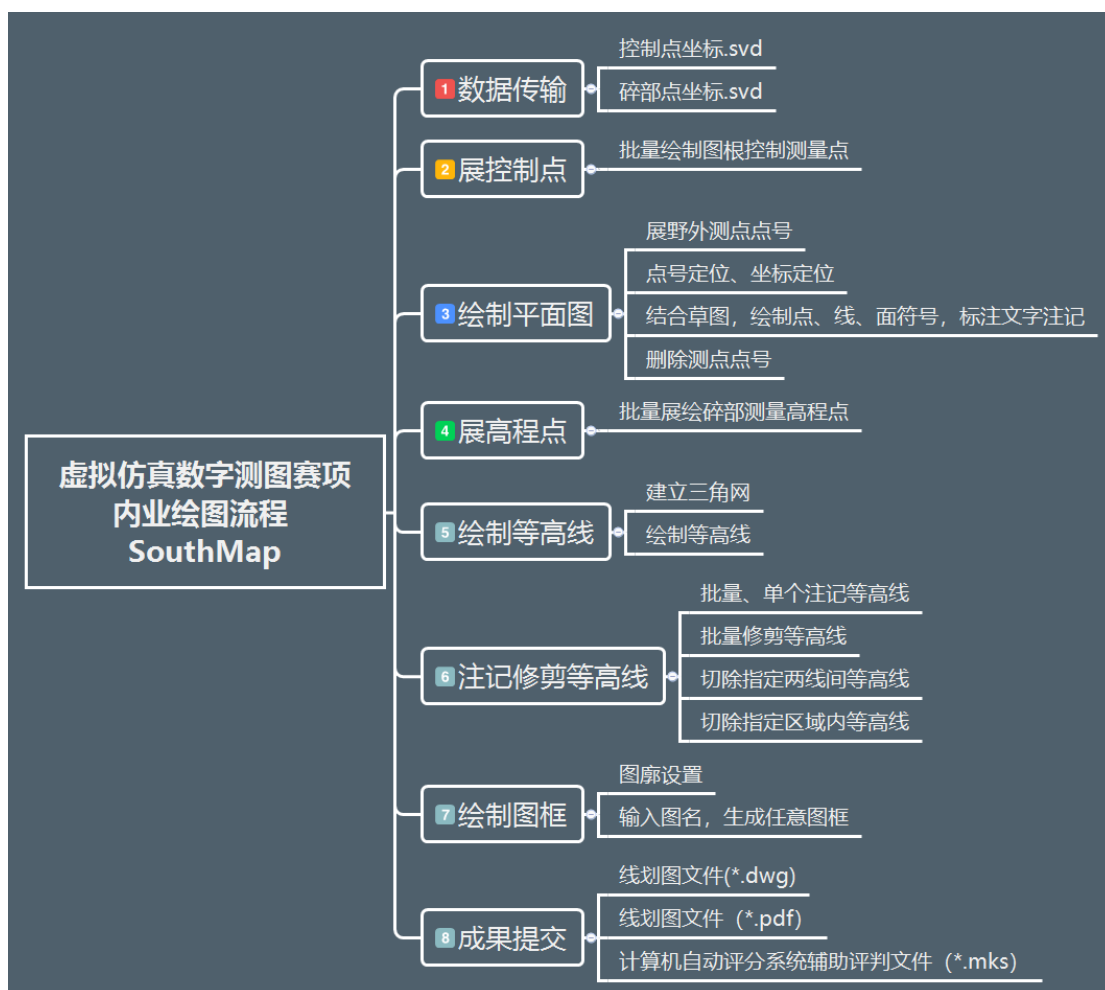 虚拟仿真数字测图赛项
内业绘图流程
SouthMap
1 数据传输
控制点坐标.svd
碎部点坐标.svd
2 展控制点
批量绘制图根控制测量点
3 绘制平面图
展野外测点点号
点号定位、坐标定位
结合草图，绘制点、线、面符号，标注文字注记
删除测点点号
4 展高程点
批量展绘碎部测量高程点
5 绘制等高线
建立三角网
绘制等高线
6 注记修剪等高线
批量、单个注记等高线
批量修剪等高线
切除指定两线间等高线
切除指定区域内等高线
7 绘制图框
图廓设置
输入图名，生成任意图框
8 成果提交
线划图文件(*.dwg)
线划图文件（*.pdf）
计算机自动评分系统辅助评判文件（*.mks）